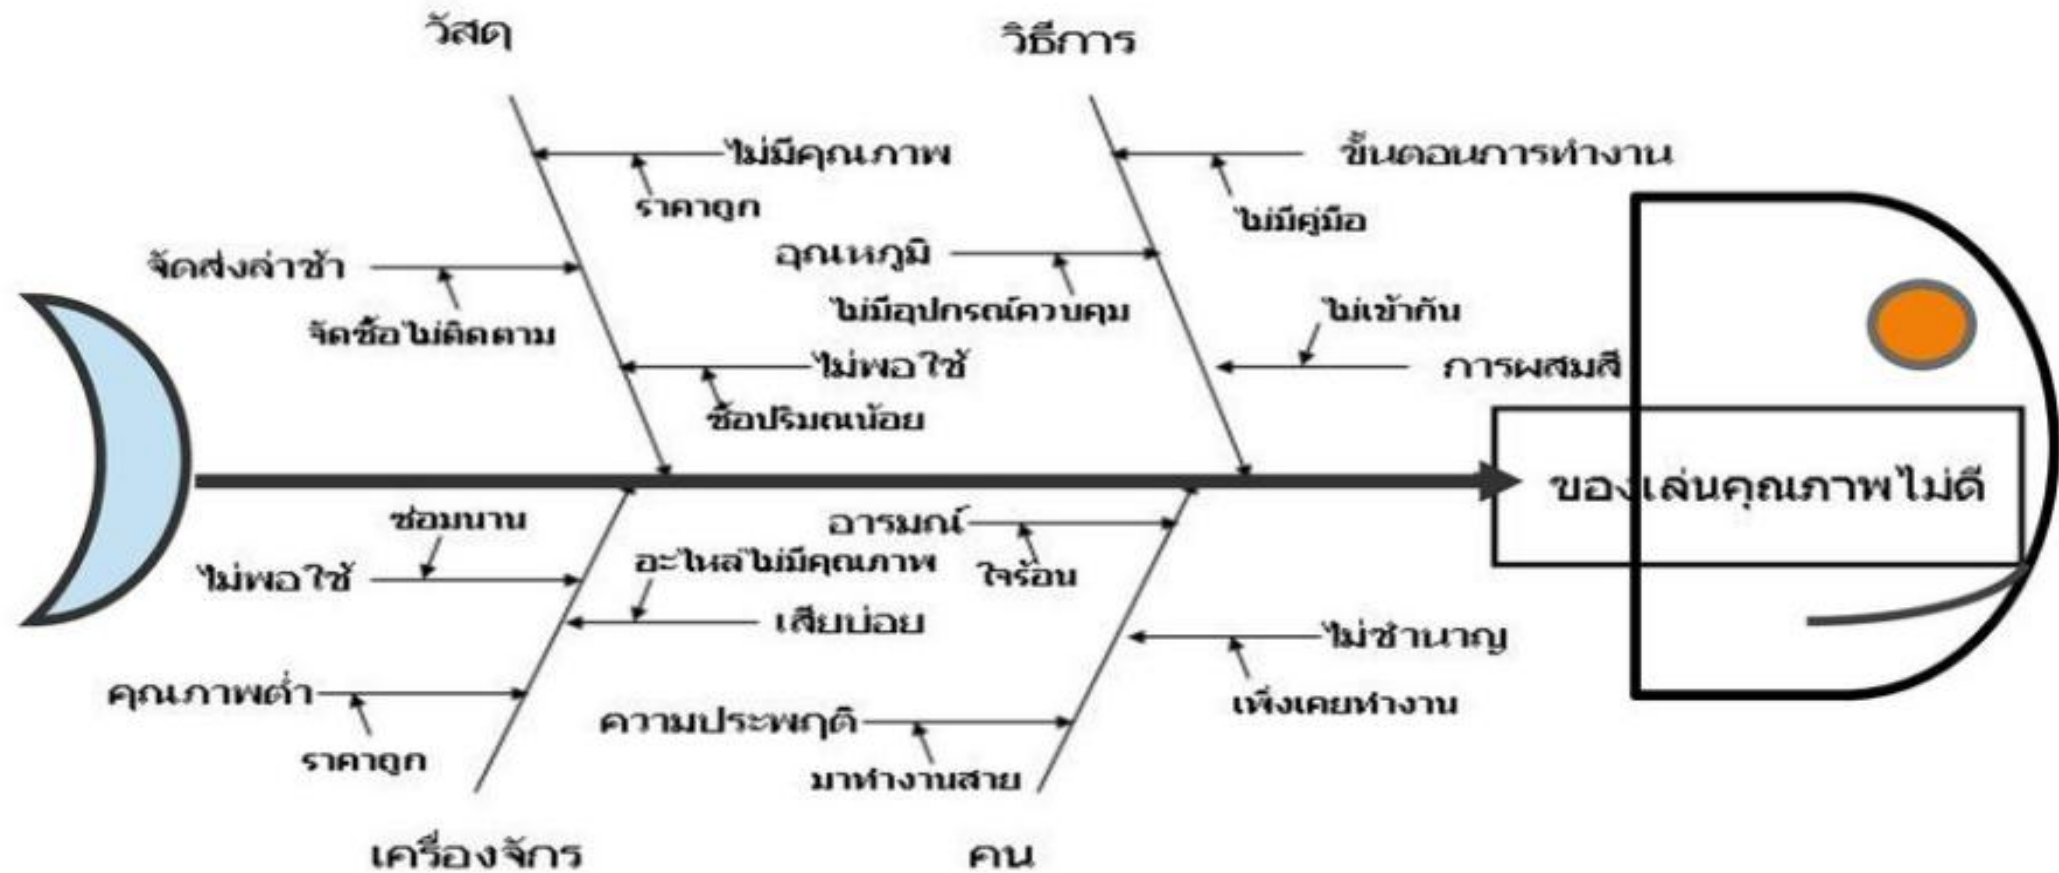 วัสดุ
วิธีการ
ไม่มีคุณภาพ
ขั้นตอนการทำงาน
ราคาถูก
ไม่มีคู่มือ
จัดส่งล่าช้า
อุณหภูมิ
จัดซื้อไม่ติดตาม
ไม่มีอุปกรณ์ควบคุม
ไม่เข้ากัน
ไม่พอใช้
การผสมสี
ซื้อปริมณน้อย
ของเล่นคุณภาพไม่ดี
ซ่อมนาน
อารมณ์
อะไหล่ไม่มีคุณภาพ
ใจร้อน
ไม่พอใช้
เสียบ่อย
ไม่ชำนาญ
คุณภาพต่ำ
ความประพฤติ
เพิ่งเคยทำงาน
ราคาถูก
มาทำงานสาย
เครื่องจักร
คน